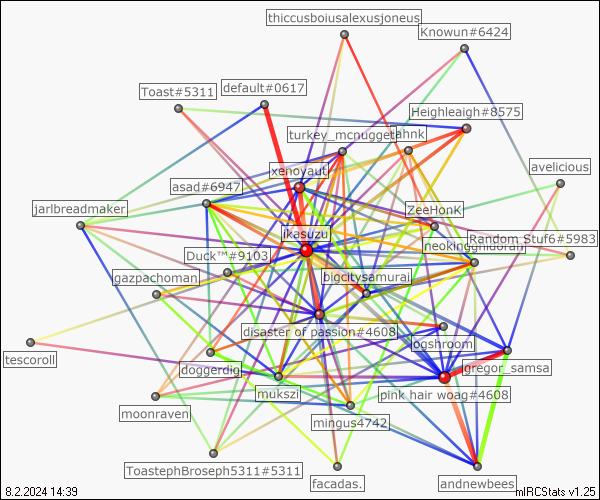 thiccusboiusalexusjoneus
Knowun#6424
Toast#5311
default#0617
Heighleaigh#8575
turkey_mcnugget
ahnk
avelicious
xenoyaut
asad#6947
jarlbreadmaker
ZeeHonK
ikasuzu
Random Stuf6#5983
Duck™#9103
bigcitysamurai
gazpachoman
disaster of passion#4608
jogshroom
tescoroll
doggerdig
gregor_samsa
mukszi
pink hair woag#4608
moonraven
mingus4742
ToastephBroseph5311#5311
facadas.
andnewbees
8.2.2024 14:39
mIRCStats v1.25